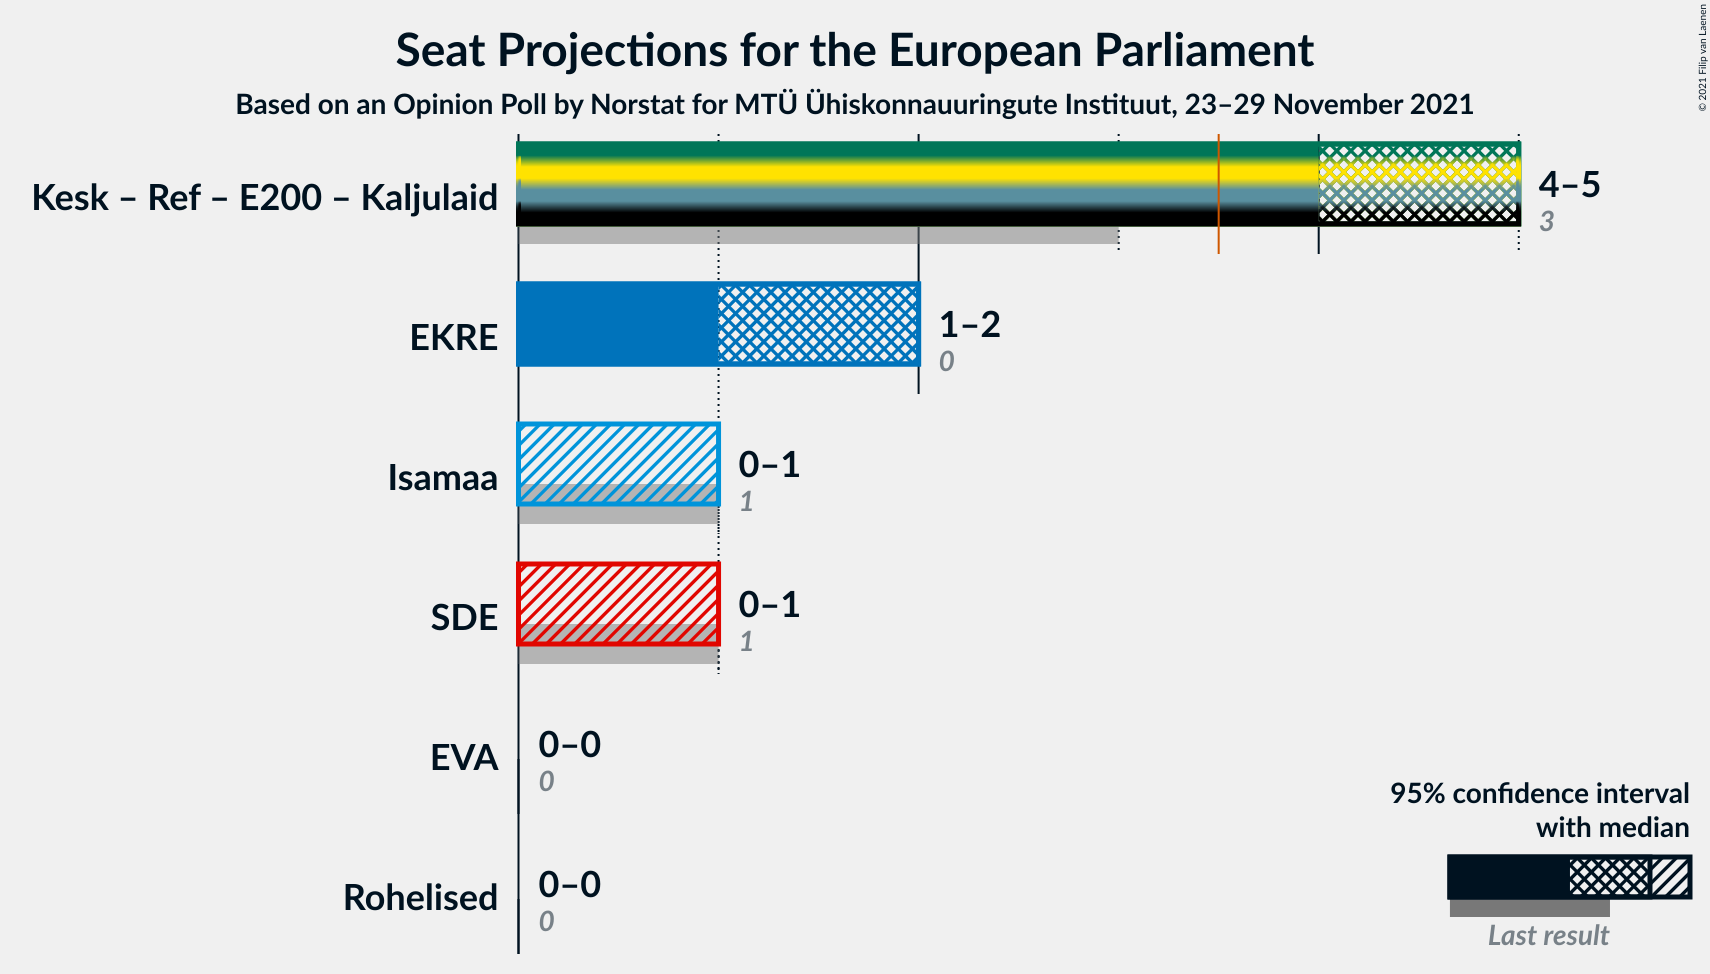 Seat Projections for the European Parliament
Based on an Opinion Poll by Norstat for MTÜ Ühiskonnauuringute Instituut, 23–29 November 2021
© 2021 Filip van Laenen
Kesk – Ref – E200 – Kaljulaid
4–5
3
EKRE
1–2
0
Isamaa
0–1
1
SDE
0–1
1
EVA
0–0
0
Rohelised
0–0
0
95% confidence interval
with median
Last result